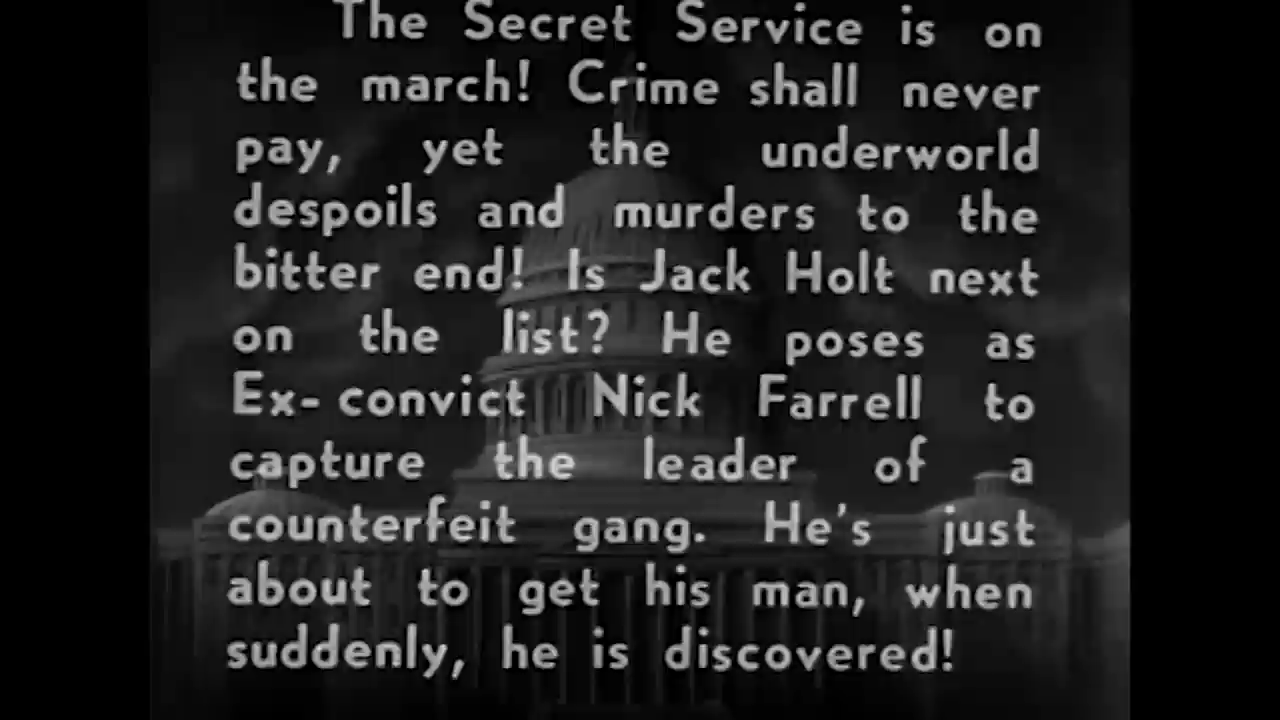 The Secret Service is on
the march! Crime shall never
pay, yet the underworld
despoils and murders to the
bitter end! Is Jack Holt next
on the list? He poses as
Ex- convict Nick Farrell to
capture the leader of a
counterfeit gang. He's just
about to get his man, when
suddenly, he is discovered!